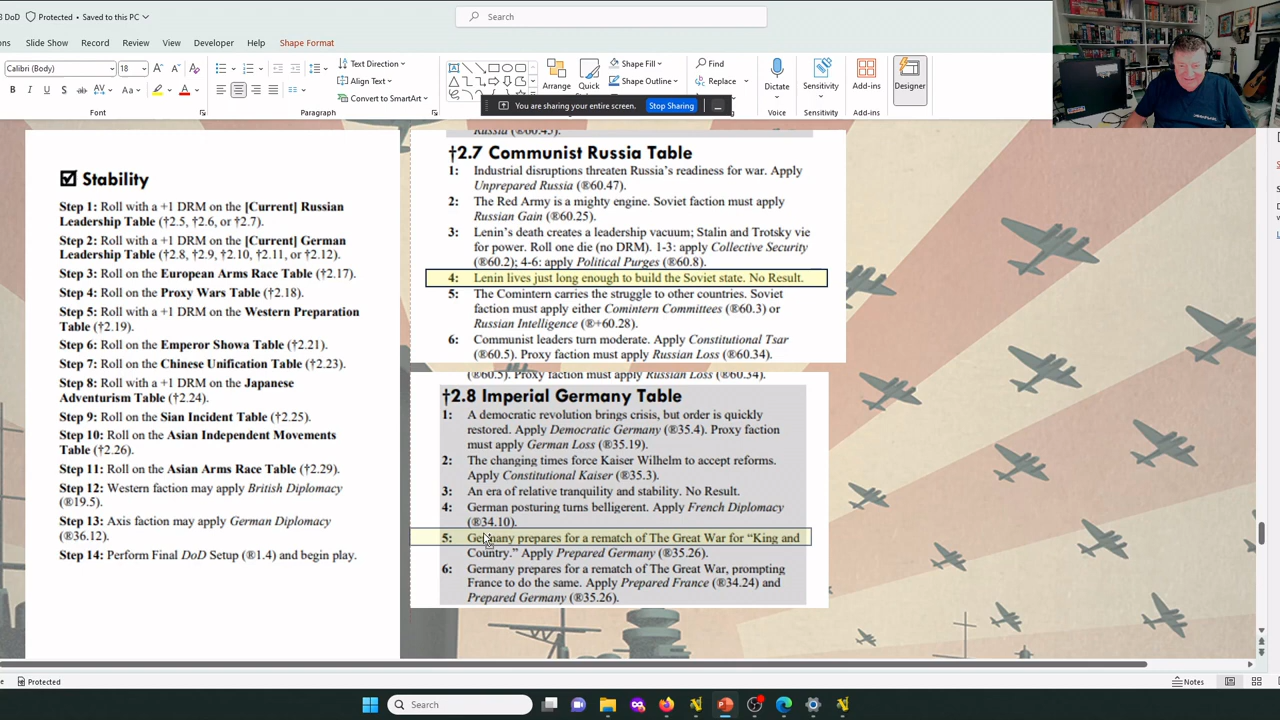 DoD
Protected • Saved to this PC
Search
Slide Show
Record
Review
View
Developer
Help
Shape Format
Calibri (Body)
18
Text Direction
Align Text
Convert to SmartArt
Arrange
Quick
Shape Fill
Shape Outline
Find
Replace
Dictate
Sensitivity
Add-ins
Designer
You are sharing your entire screen.
Stop Sharing
Font
Paragraph
Voice
Sensitivity
Add-ins
Stability
Step 1: Roll with a +1 DRM on the [Current] Russian
Leadership Table (†2.5, †2.6, or †2.7).
Step 2: Roll with a +1 DRM on the [Current] German
Leadership Table (†2.8, †2.9, †2.10, †2.11, or †2.12).
Step 3: Roll on the European Arms Race Table (†2.17).
Step 4: Roll on the Proxy Wars Table (†2.18).
Step 5: Roll with a +1 DRM on the Western Preparation
Table (†2.19).
Step 6: Roll on the Emperor Showa Table (†2.21).
Step 7: Roll on the Chinese Unification Table (†2.23).
Step 8: Roll with a +1 DRM on the Japanese
Adventurism Table (†2.24).
Step 9: Roll on the Sian Incident Table (†2.25).
Step 10: Roll on the Asian Independent Movements
Table (†2.26).
Step 11: Roll on the Asian Arms Race Table (†2.29).
Step 12: Western faction may apply British Diplomacy
(®19.5).
Step 13: Axis faction may apply German Diplomacy
(®36.12).
Step 14: Perform Final DoD Setup (®1.4) and begin play.
Russia (®60.45).
†2.7 Communist Russia Table
1: Industrial disruptions threaten Russia's readiness for war. Apply
Unprepared Russia (®60.47).
2: The Red Army is a mighty engine. Soviet faction must apply
Russian Gain (®60.25).
3: Lenin's death creates a leadership vacuum; Stalin and Trotsky vie
for power. Roll one die (no DRM). 1-3: apply Collective Security
(®60.2); 4-6: apply Political Purges (®60.8).
4: Lenin lives just long enough to build the Soviet state. No Result.
5: The Comintern carries the struggle to other countries. Soviet
faction must apply either Comintern Committees (®60.3) or
Russian Intelligence (®+60.28).
6: Communist leaders turn moderate. Apply Constitutional Tsar
(®60.5). Proxy faction must apply Russian Loss (®60.34).
(®60.5). Proxy faction must apply Russian Loss (®60.34).
†2.8 Imperial Germany Table
1: A democratic revolution brings crisis, but order is quickly
restored. Apply Democratic Germany (®35.4). Proxy faction
must apply German Loss (®35.19).
2: The changing times force Kaiser Wilhelm to accept reforms.
Apply Constitutional Kaiser (®35.3).
3: An era of relative tranquility and stability. No Result.
4: German posturing turns belligerent. Apply French Diplomacy
(®34.10).
5: Germany prepares for a rematch of The Great War for “King and
Country.” Apply Prepared Germany (®35.26).
6: Germany prepares for a rematch of The Great War, prompting
France to do the same. Apply Prepared France (®34.24) and
Prepared Germany (®35.26).
Protected
Notes
Search